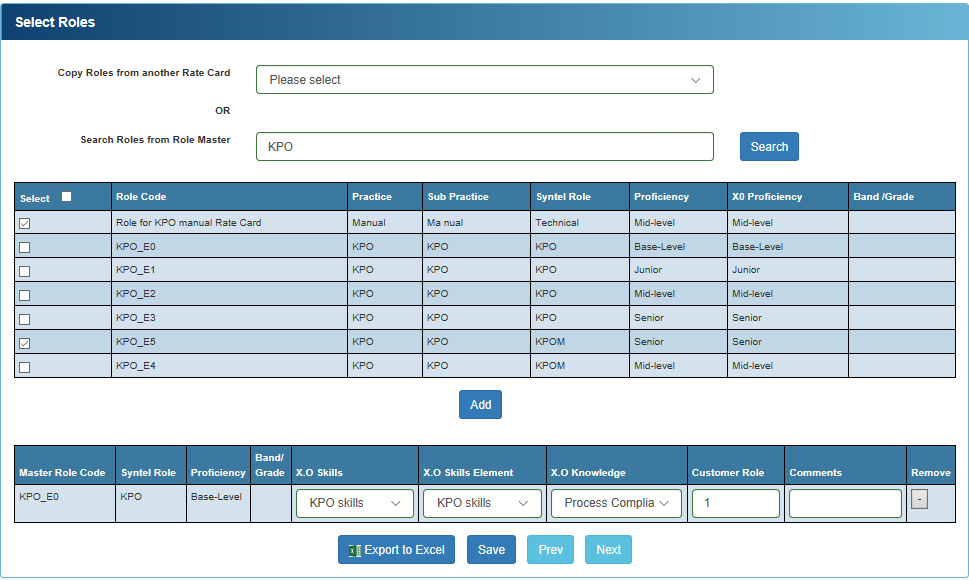 Select Roles
Copy Roles from another Rate Card
Please select
OR
Search Roles from Role Master
KPO
Search
Select Role Code Practice Sub Practice Syntel Role Proficiency X0 Proficiency Band /Grade
Role for KPO manual Rate Card Manual Ma nual Technical Mid-level Mid-level
KPO_E0 KPO KPO KPO Base-Level Base-Level
KPO_E1 KPO KPO KPO Junior Junior
KPO_E2 KPO KPO KPO Mid-level Mid-level
KPO_E3 KPO KPO KPO Senior Senior
KPO_E5 KPO KPO KPOM Senior Senior
KPO_E4 KPO KPO KPOM Mid-level Mid-level
Add
Master Role Code Syntel Role Proficiency Band/ Grade X.O Skills X.O Skills Element X.O Knowledge Customer Role Comments Remove
KPO_E0 KPO Base-Level KPO skills KPO skills Process Complia 1 -
Export to Excel Save Prev Next